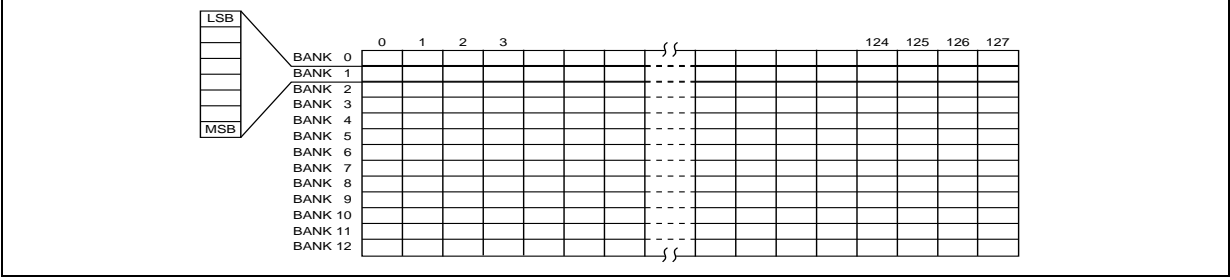 LSB
0 1 2 3 124 125 126 127
BANK 0
BANK 1
BANK 2
BANK 3
BANK 4
MSB
BANK 5
BANK 6
BANK 7
BANK 8
BANK 9
BANK 10
BANK 11
BANK 12